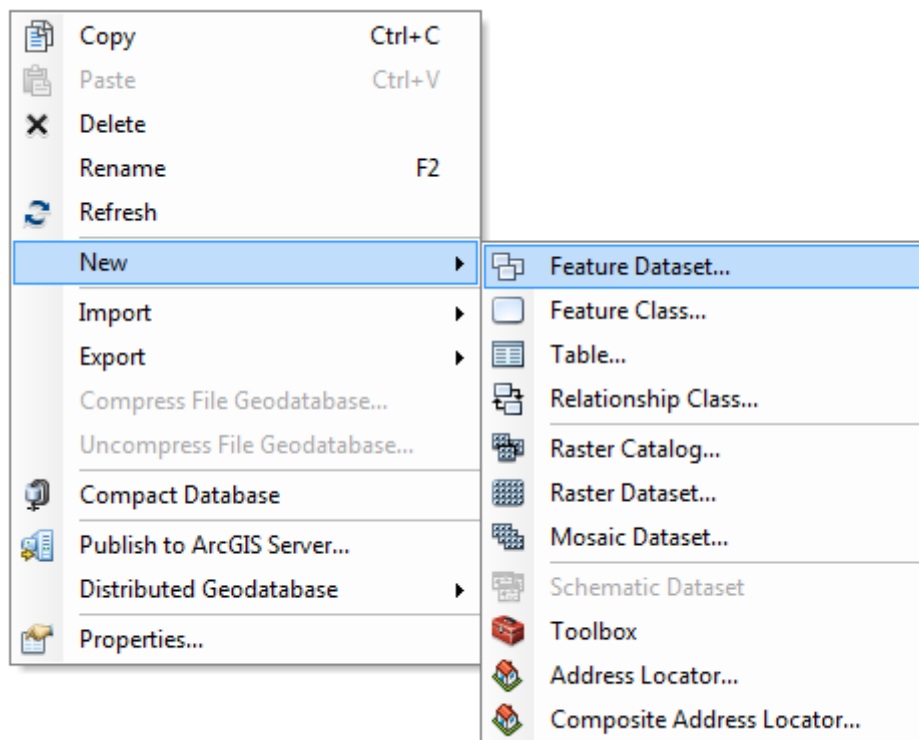 Copy Ctrl+C
Paste Ctrl+V
Delete
Rename F2
Refresh
New
Import
Export
Compress File Geodatabase...
Uncompress File Geodatabase...
Compact Database
Publish to ArcGIS Server...
Distributed Geodatabase
Properties...
Feature Dataset...
Feature Class...
Table...
Relationship Class...
Raster Catalog...
Raster Dataset...
Mosaic Dataset...
Schematic Dataset
Toolbox
Address Locator...
Composite Address Locator...